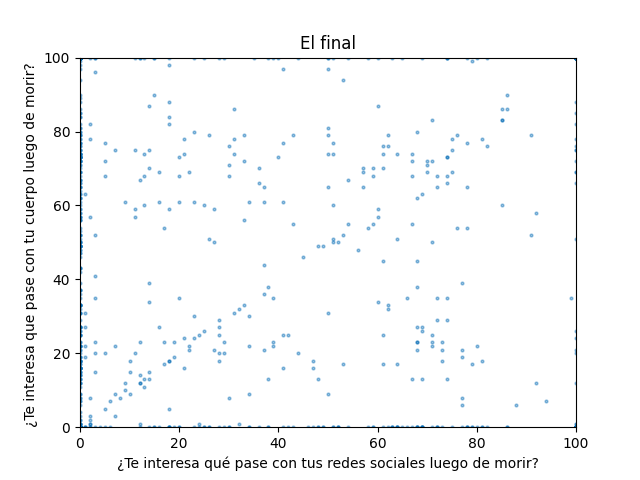 El final
¿Te interesa que pase con tu cuerpo luego de morir?
100
80
60
40
20
0
0 20 40 60 80 100
¿Te interesa qué pase con tus redes sociales luego de morir?